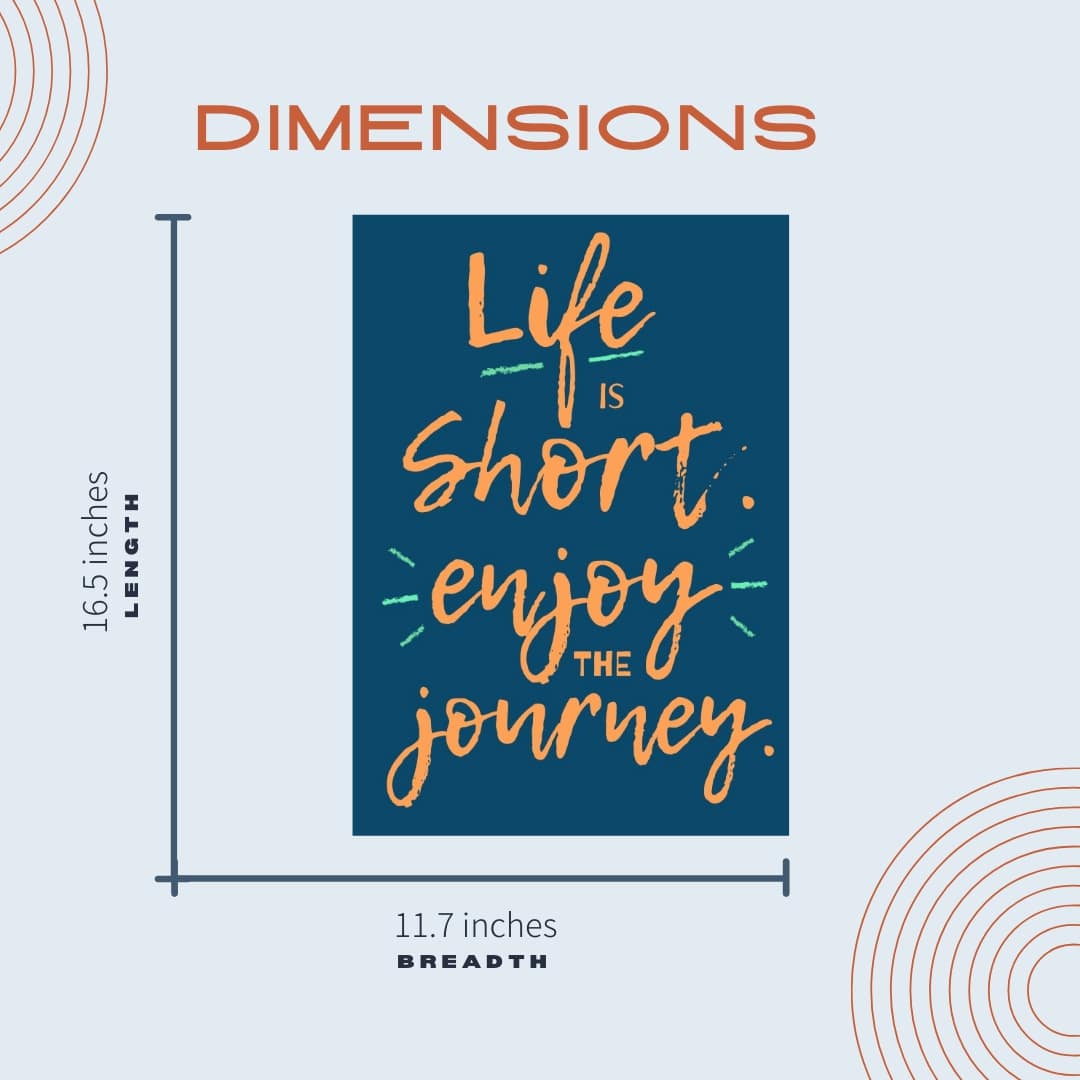 DIMENSIONS
Life
IS
Short.
enjoy
THE
journey.
16.5 inches
LENGTH
11.7 inches
BREADTH